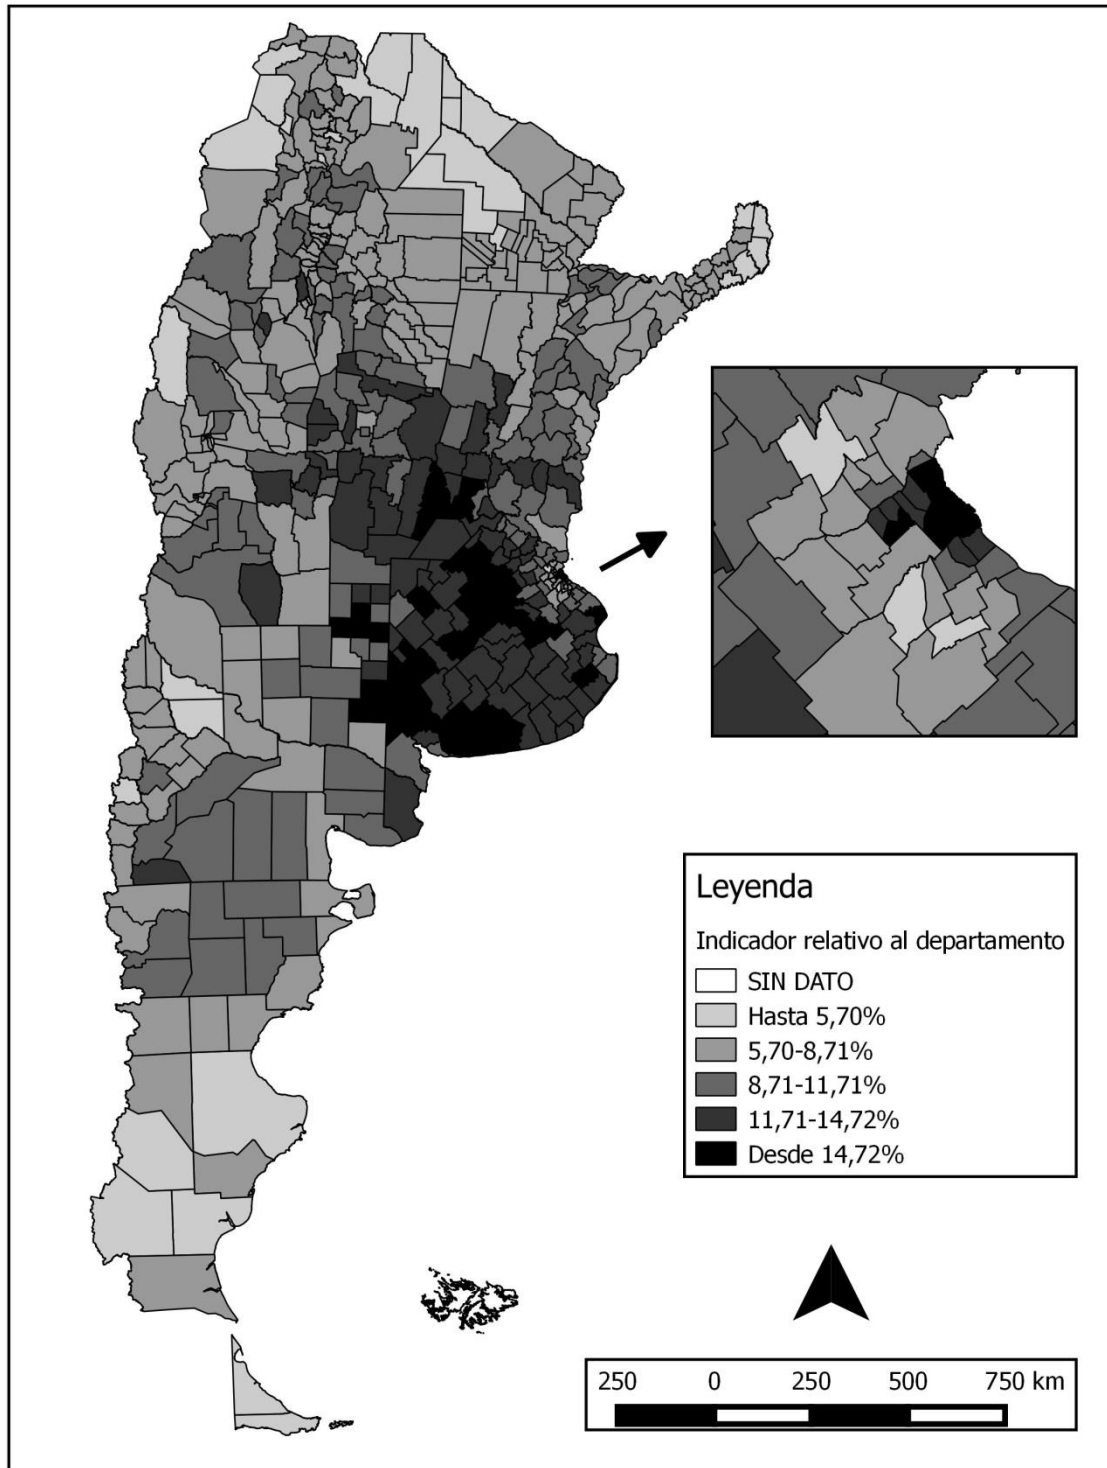 Leyenda
Indicador relativo al departamento
SIN DATO
Hasta 5,70%
5,70-8,71%
8,71-11,71%
11,71-14,72%
Desde 14,72%
250 0 250 500 750 km